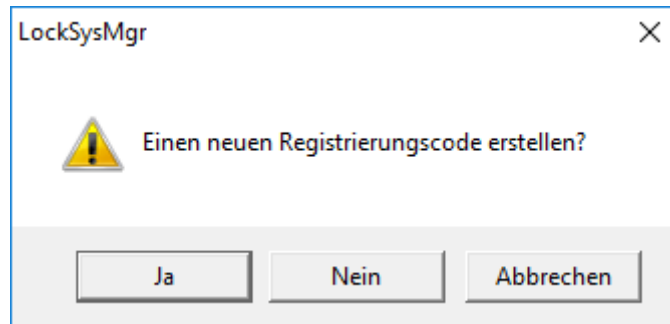 LockSysMgr
Einen neuen Registrierungscode erstellen?
Ja Nein Abbrechen